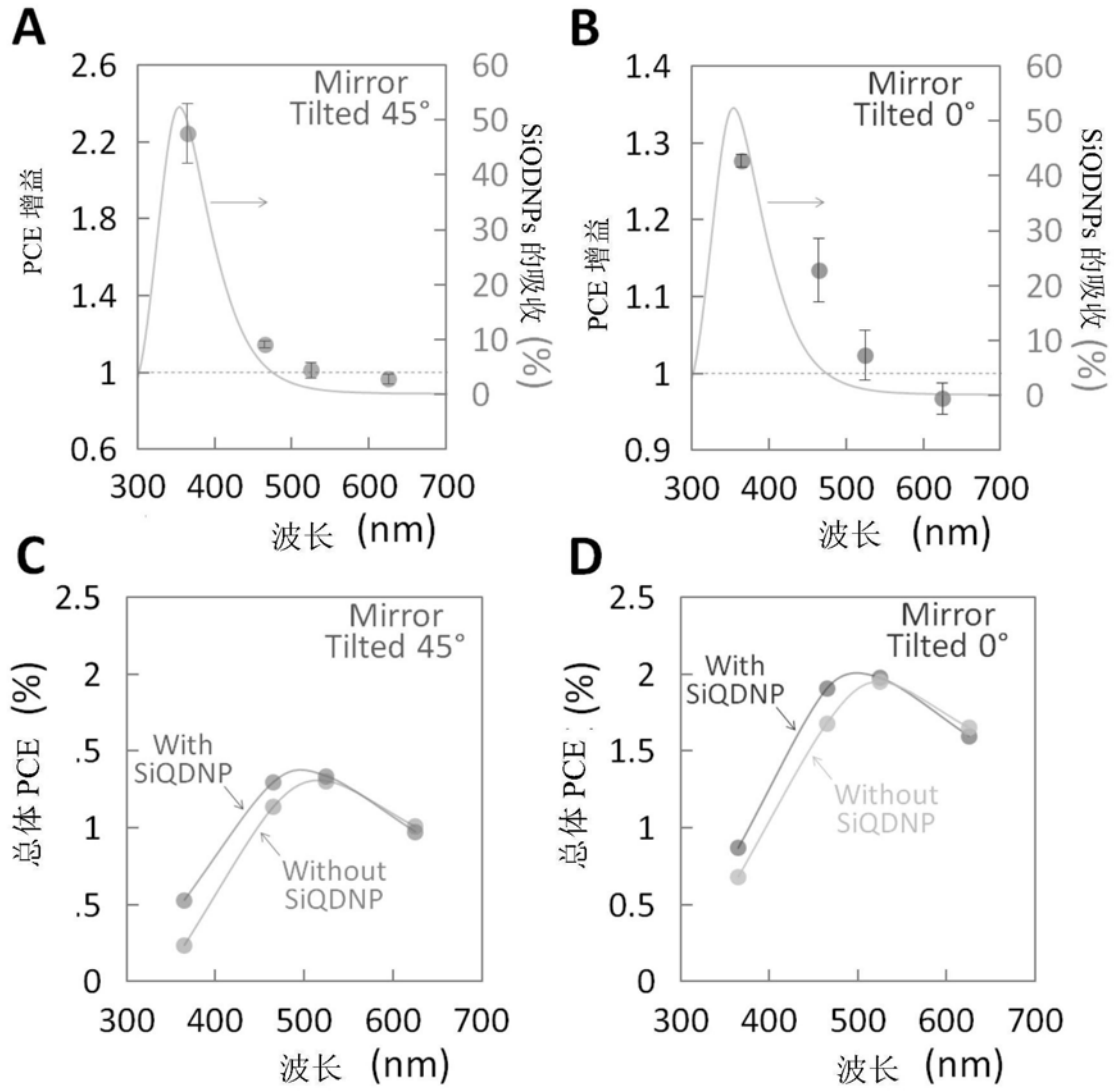 A
2.6
2.2
1.8
1.4
1
0.6
PCE 增益
Mirror
Tilted 45°
60
50
40
30
20
10
0
SiQDNPs 的吸收 (%)
300 400 500 600 700
波长 (nm)
B
1.4
1.3
1.2
1.1
1
0.9
PCE 增益
Mirror
Tilted 0°
60
50
40
30
20
10
0
SiQDNPs 的吸收 (%)
300 400 500 600 700
波长 (nm)
C
2.5
2
.5
1
.5
0
总体 PCE (%)
Mirror
Tilted 45°
With
SiQDNP
Without
SiQDNP
300 400 500 600 700
波长 (nm)
D
2.5
2
1.5
1
0.5
0
总体 PCE (%)
Mirror
Tilted 0°
With
SiQDNP
Without
SiQDNP
300 400 500 600 700
波长 (nm)